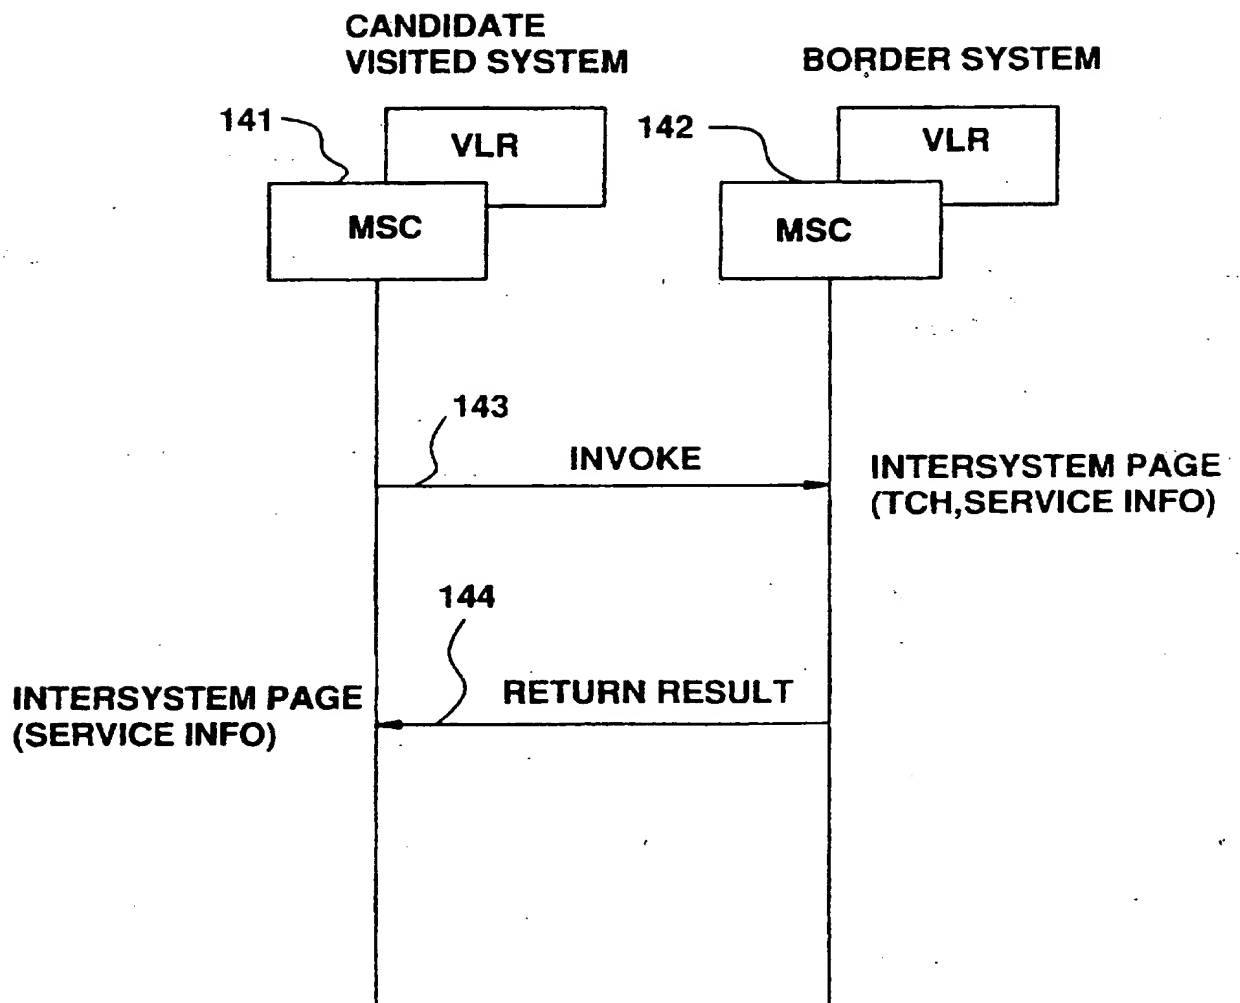 CANDIDATE
VISITED SYSTEM
BORDER SYSTEM
141
VLR
142
VLR
MSC
MSC
143
INVOKE
INTERSYSTEM PAGE
(TCH,SERVICE INFO)
144
RETURN RESULT
INTERSYSTEM PAGE
(SERVICE INFO)